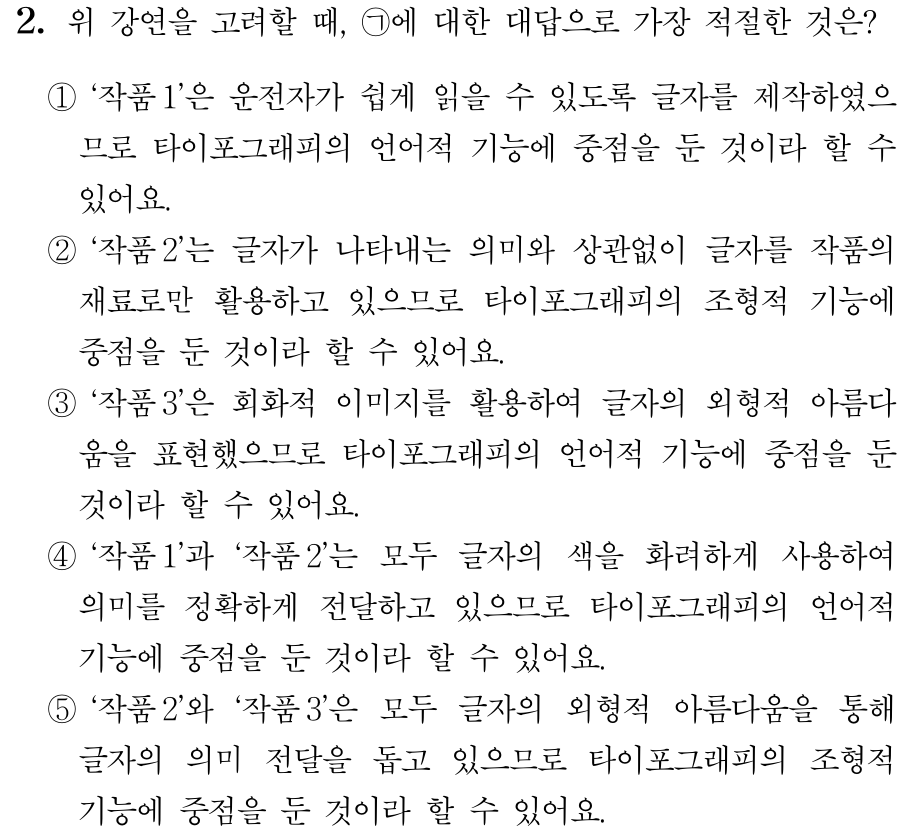 2. 위 강연을 고려할 때, ㉠에 대한 대답으로 가장 적절한 것은?
① ‘작품 1’은 운전자가 쉽게 읽을 수 있도록 글자를 제작하였으
므로 타이포그래피의 언어적 기능에 중점을 둔 것이라 할 수
있어요.
② ‘작품 2’는 글자가 나타내는 의미와 상관없이 글자를 작품의
재료로만 활용하고 있으므로 타이포그래피의 조형적 기능에
중점을 둔 것이라 할 수 있어요.
③ ‘작품 3’은 회화적 이미지를 활용하여 글자의 외형적 아름다
움을 표현했으므로 타이포그래피의 언어적 기능에 중점을 둔
것이라 할 수 있어요.
④ ‘작품 1’과 ‘작품 2’는 모두 글자의 색을 화려하게 사용하여
의미를 정확하게 전달하고 있으므로 타이포그래피의 언어적
기능에 중점을 둔 것이라 할 수 있어요.
⑤ ‘작품 2’와 ‘작품 3’은 모두 글자의 외형적 아름다움을 통해
글자의 의미 전달을 돕고 있으므로 타이포그래피의 조형적
기능에 중점을 둔 것이라 할 수 있어요.